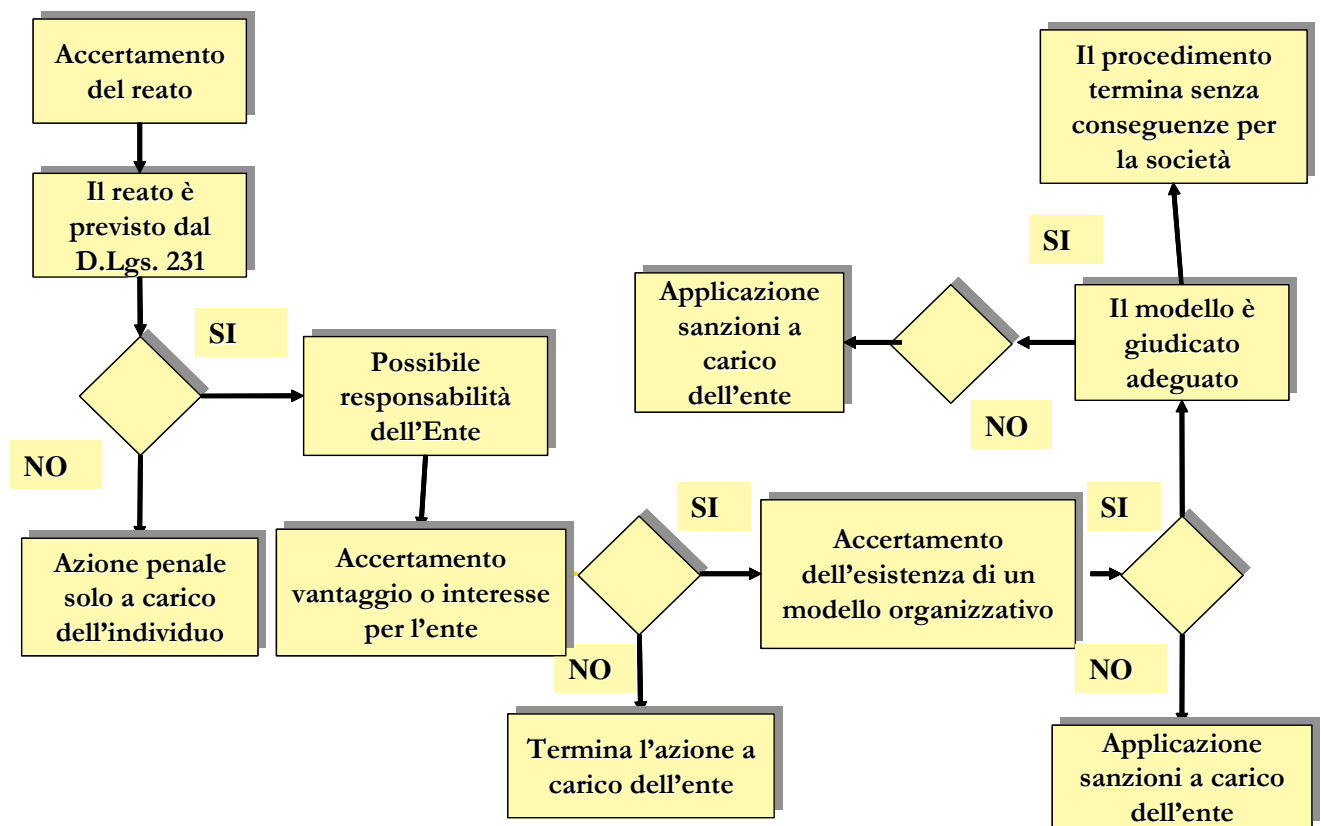 Accertamento
del reato
Il reato è
previsto dal
D.Lgs. 231
SI
NO
Azione penale
solo a carico
dell'individuo
Possibile
responsabilità
dell'Ente
Accertamento
vantaggio o interesse
per l'ente
SI
NO
Termina l'azione a
carico dell'ente
Accertamento
dell'esistenza di un
modello organizzativo
SI
NO
Applicazione
sanzioni a carico
dell'ente
Il modello è
giudicato
adeguato
SI
NO
Il procedimento
termina senza
conseguenze per
la società
Applicazione
sanzioni a
carico
dell'ente